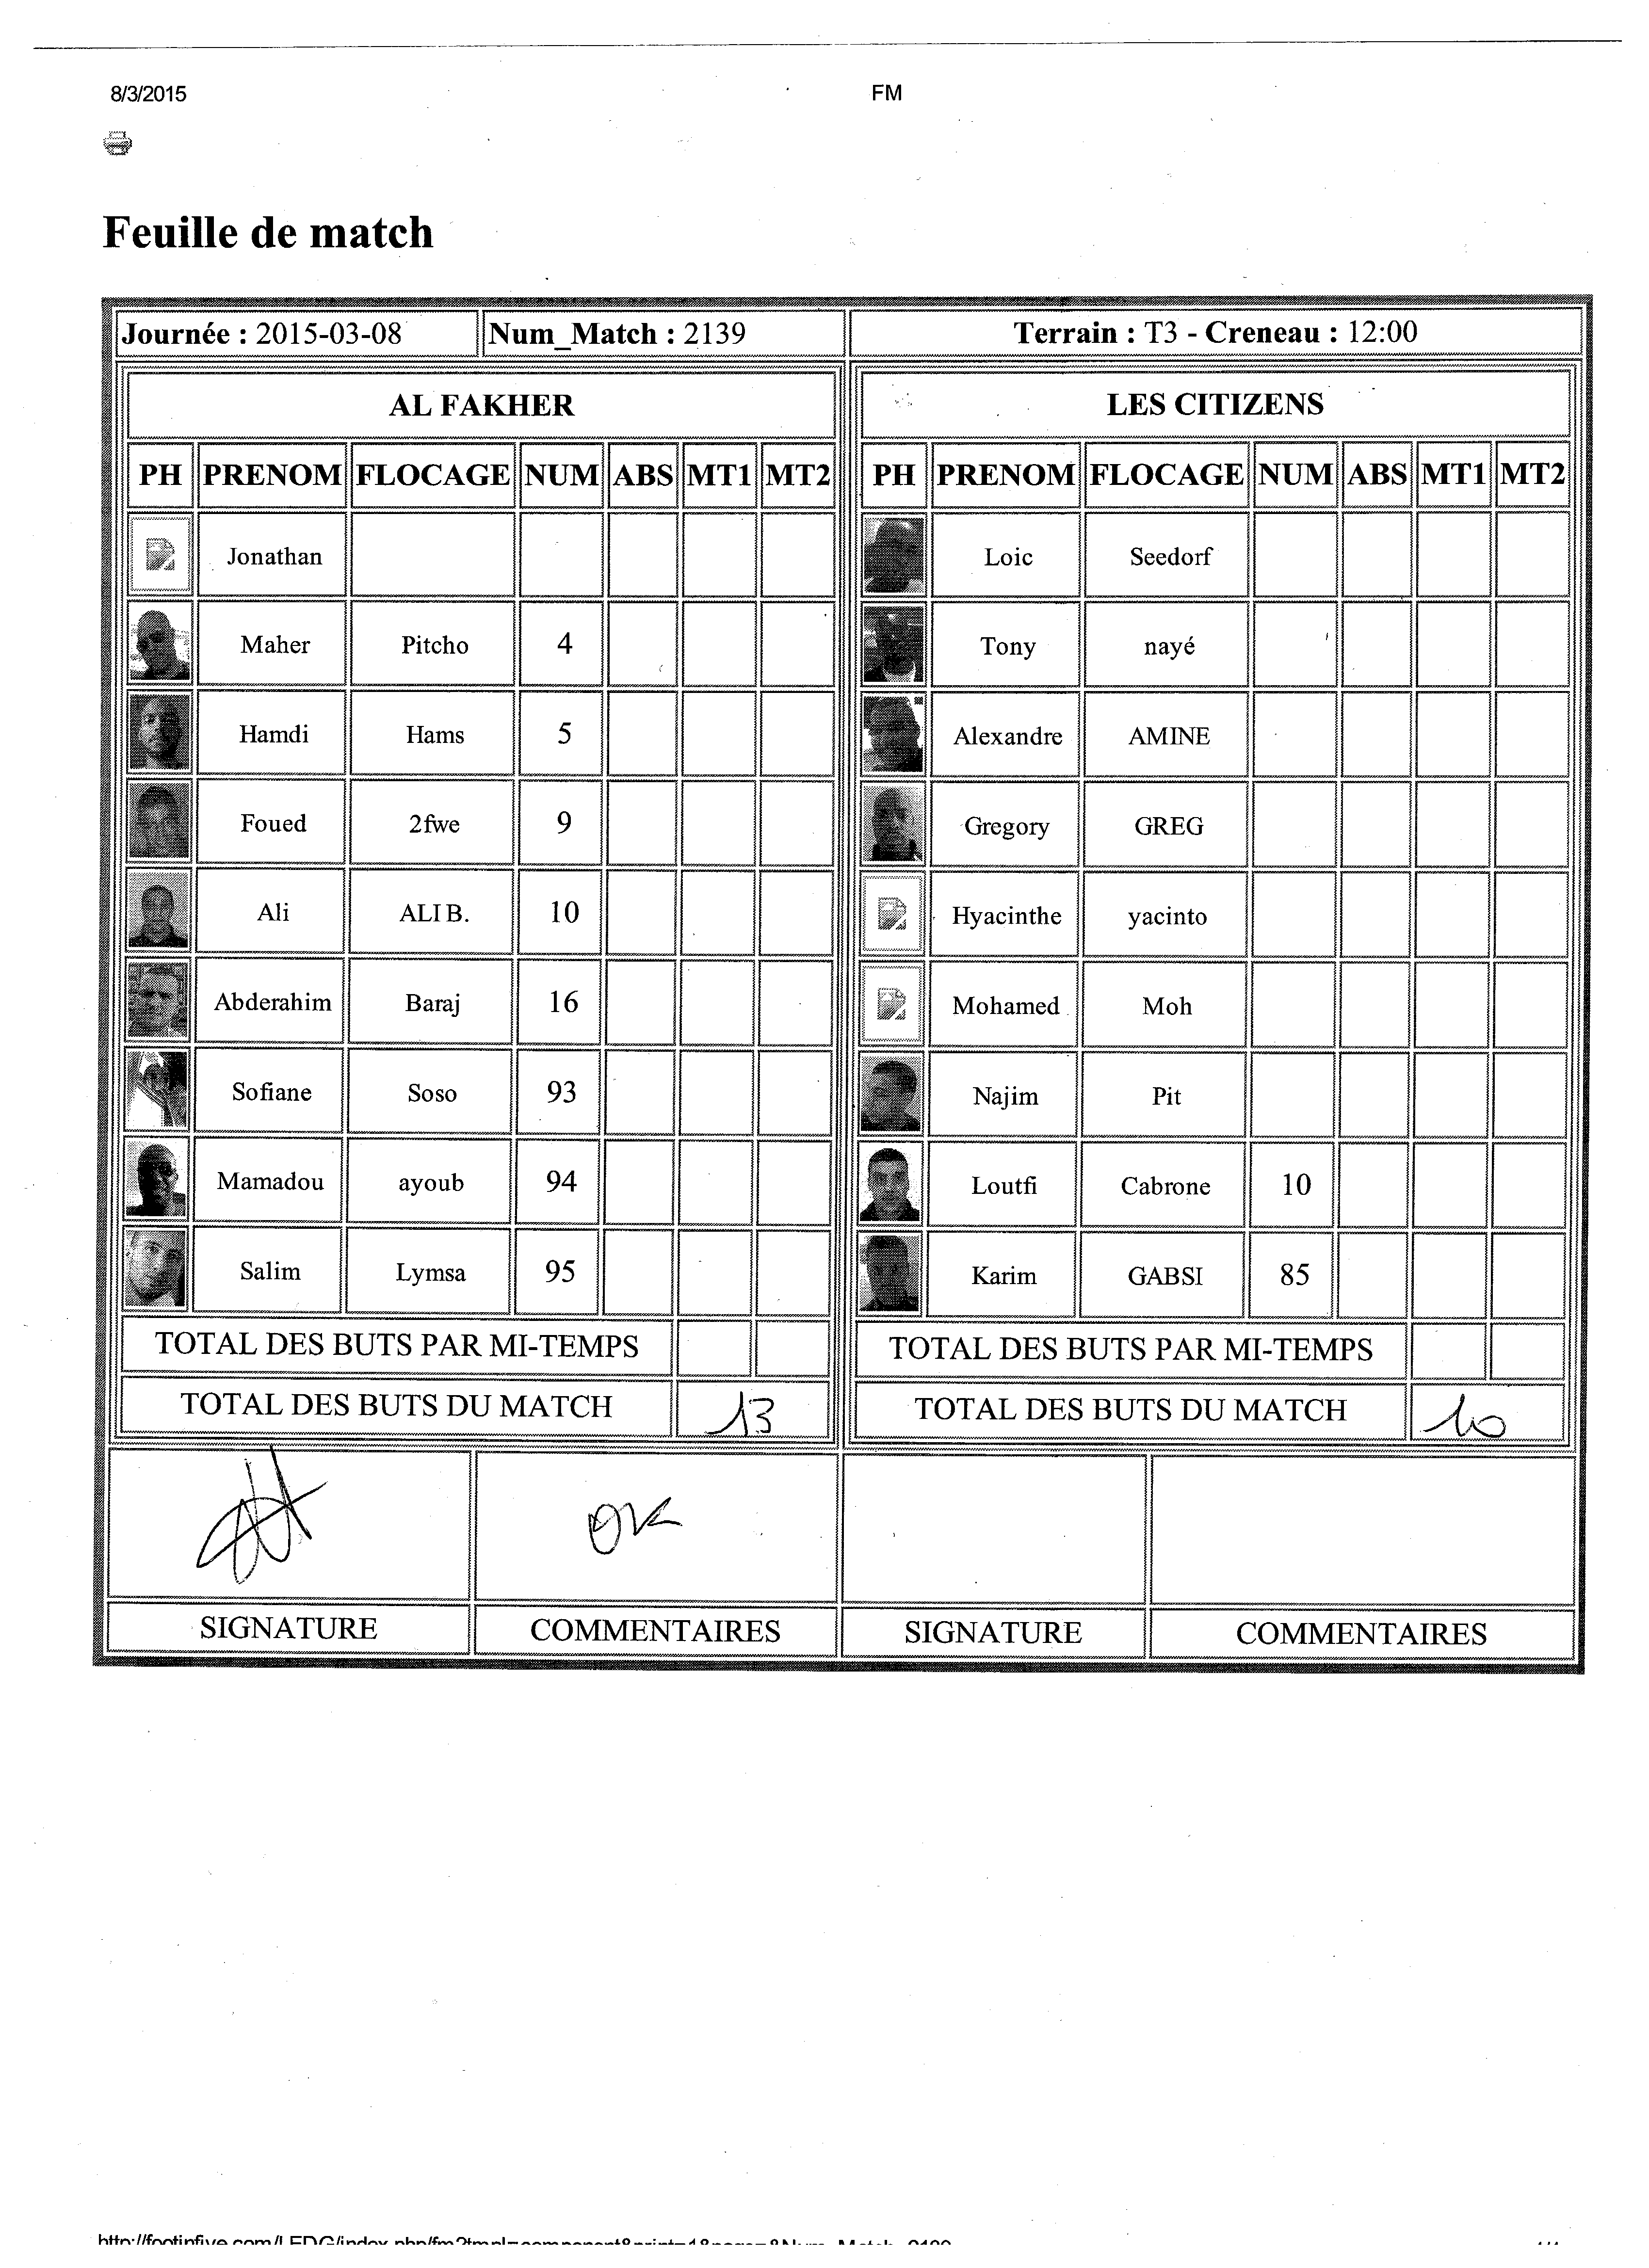 8/3/2015 FM
Feuille de match
Journée : 2015-03-08 Num_Match : 2139 Terrain : T3 - Creneau : 12:00
AL FAKHER LES CITIZENS
PH PRENOM FLOCAGE NUM ABS MT1 MT2 PH PRENOM FLOCAGE NUM ABS MT1 MT2
Jonathan Loic Seedorf
Maher Pitcho 4 Tony nayé
Hamdi Hams 5 Alexandre AMINE
Foued 2fwe 9 Gregory GREG
Ali ALI B. 10 Hyacinthe yacinto
Abderahim Baraj 16 Mohamed Moh
Sofiane Soso 93 Najim Pit
Mamadou ayoub 94 Loutfi Cabrone 10
Salim Lymsa 95 Karim GABSI 85
TOTAL DES BUTS PAR MI-TEMPS TOTAL DES BUTS PAR MI-TEMPS
TOTAL DES BUTS DU MATCH 13 TOTAL DES BUTS DU MATCH 10
OK
SIGNATURE COMMENTAIRES SIGNATURE COMMENTAIRES